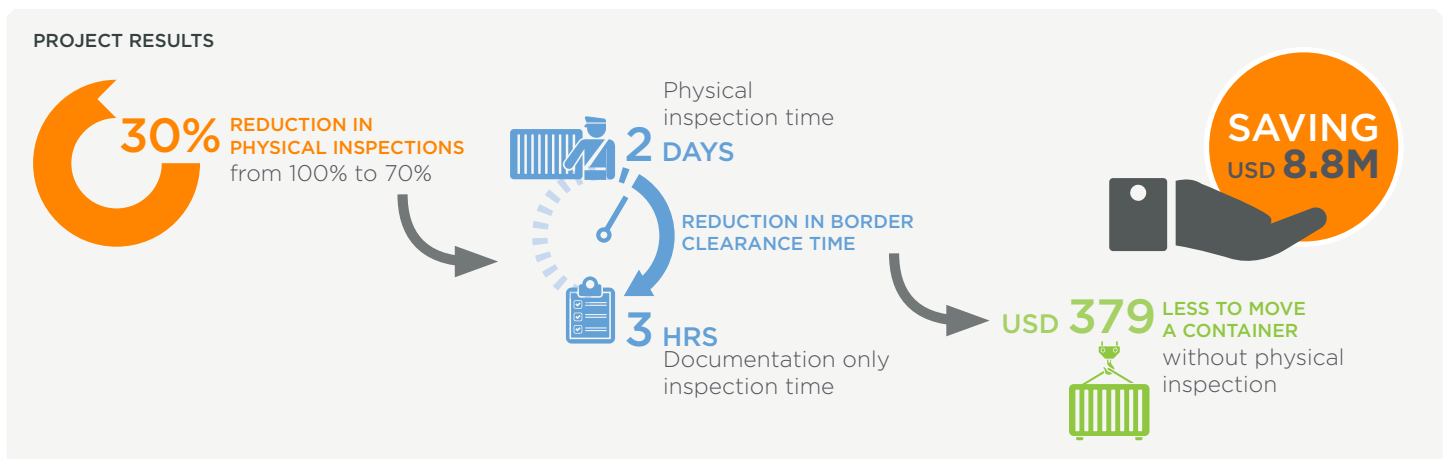 PROJECT RESULTS
30%
REDUCTION IN
PHYSICAL INSPECTIONS
from 100% to 70%
Physical
inspection time
2 DAYS
REDUCTION IN BORDER
CLEARANCE TIME
3 HRS
Documentation only
inspection time
SAVING
USD 8.8M
USD 379
LESS TO MOVE
A CONTAINER
without physical
inspection